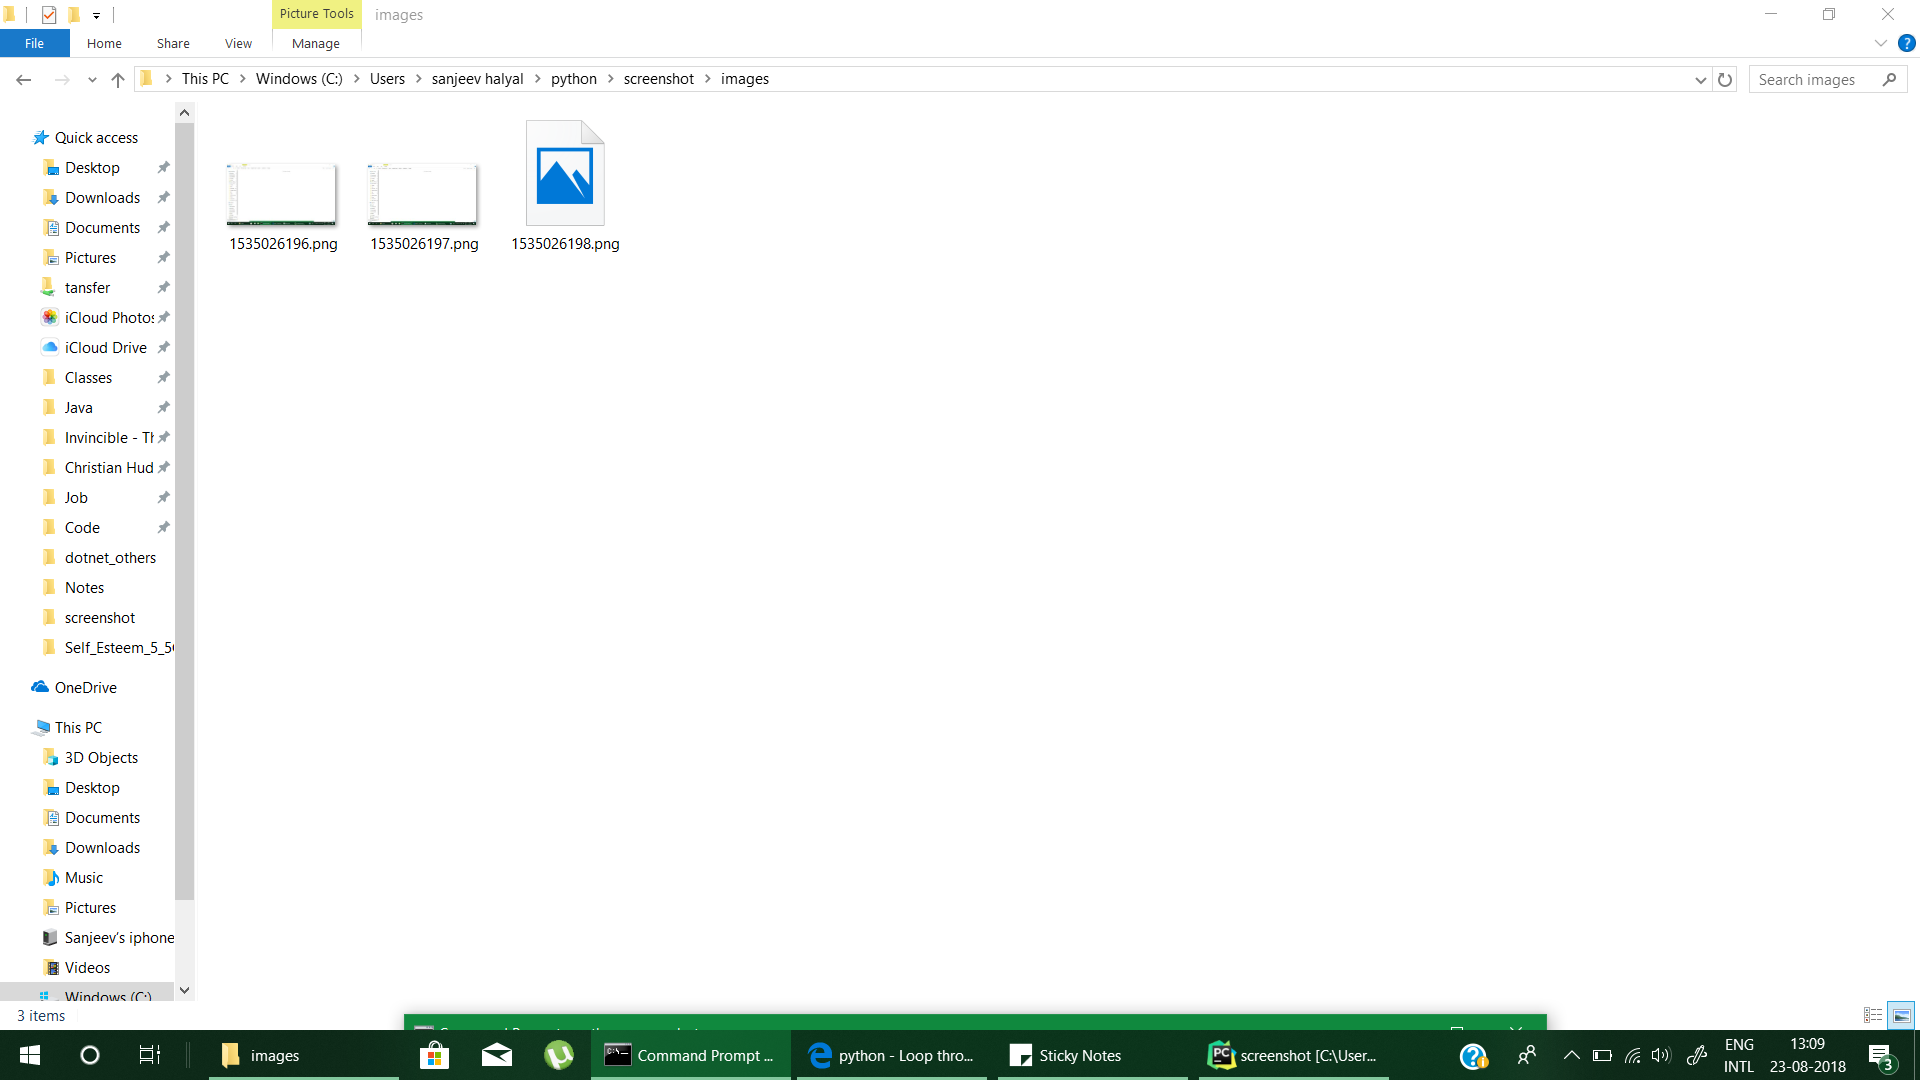 Picture Tools images
File Home Share View Manage
This PC Windows (C:) Users sanjeev halyal python screenshot images
Search images
Quick access
Desktop
Downloads
Documents
Pictures
tansfer
iCloud Photos
iCloud Drive
Classes
Java
Invincible - Th
Christian Hud
Job
Code
dotnet_others
Notes
screenshot
Self_Esteem_5_5
OneDrive
This PC
3D Objects
Desktop
Documents
Downloads
Music
Pictures
Sanjeev's iphone
Videos
Windows (C:)
1535026196.png 1535026197.png 1535026198.png
3 items
images
Command Prompt ...
python - Loop thro...
Sticky Notes
PC
screenshot [C:\User...
ENG
INTL
13:09
23-08-2018
3